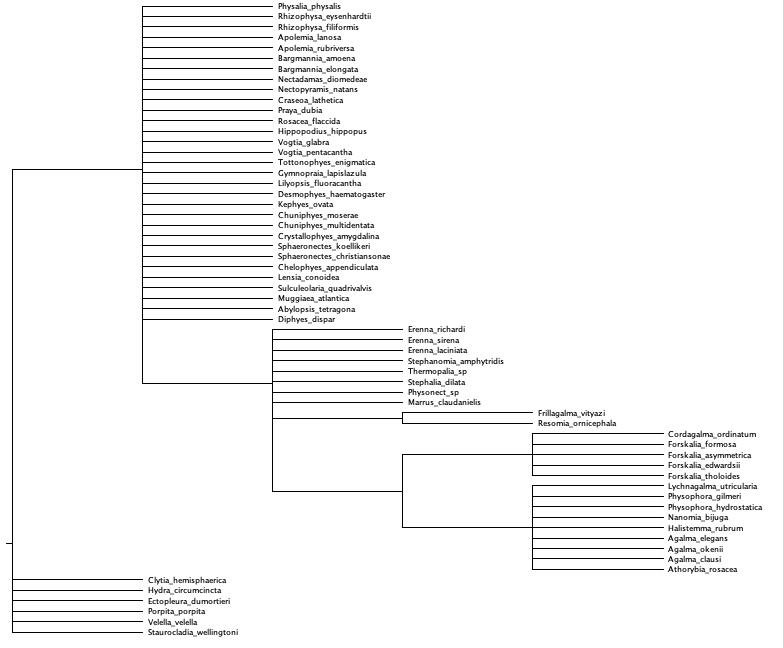 Physalia_physalis
Rhizophysa_eysenhardtii
Rhizophysa_filiformis
Apolemia_lanosa
Apolemia_rubriversa
Bargmannia_amoena
Bargmannia_elongata
Nectadamas_diomedeae
Nectopyramis_natans
Craseoa_lathetica
Praya_dubia
Rosacea_flaccida
Hippopodius_hippopus
Vogtia_glabra
Vogtia_pentacantha
Tottonophyes_enigmatica
Gymnopraia_lapislazula
Lilyopsis_fluoracantha
Desmophyes_haematogaster
Kephyes_ovata
Chuniphyes_moserae
Chuniphyes_multidentata
Crystallophyes_amygdalina
Sphaeronectes_koellikeri
Sphaeronectes_christiansonae
Chelophyes_appendiculata
Lensia_conoidea
Sulculeolaria_quadrivalvis
Muggiaea_atlantica
Abylopsis_tetragona
Diphyes_dispar
Erenna_richardi
Erenna_sirena
Erenna_laciniata
Stephanomia_amphytridis
Thermopalia_sp
Stephalia_dilata
Physonect_sp
Marrus_claudanielis
Frillagalma_vityazi
Resomia_ornicephala
Cordagalma_ordinatum
Forskalia_formosa
Forskalia_asymmetrica
Forskalia_edwardsii
Forskalia_tholoides
Lychnagalma_utricularia
Physophora_gilmeri
Physophora_hydrostatica
Nanomia_bijuga
Halistemma_rubrum
Agalma_elegans
Agalma_okenii
Agalma_clausi
Athorybia_rosacea
Clytia_hemisphaerica
Hydra_circumcincta
Ectopleura_dumortieri
Porpita_porpita
Velella_velella
Staurocladia_wellingtoni